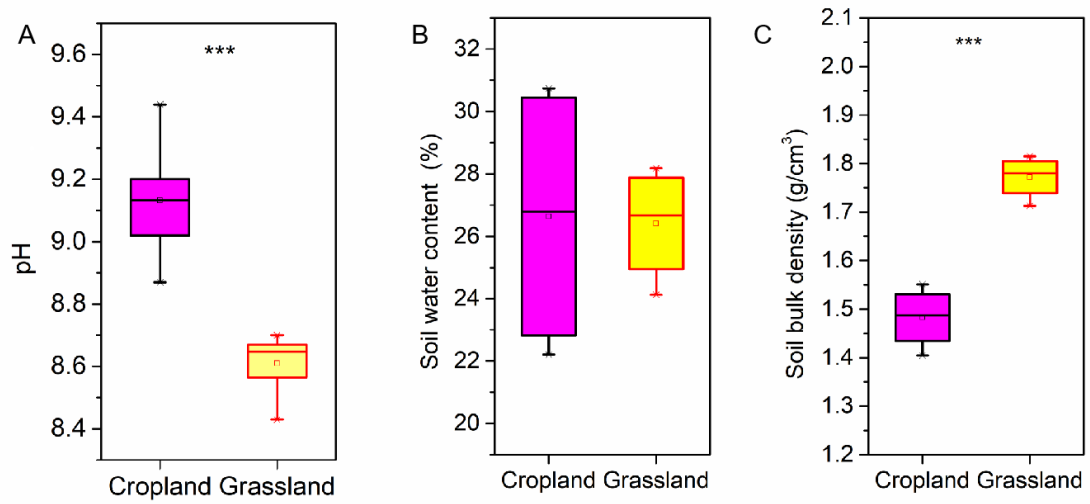 A
pH
9.6
9.4
9.2
9.0
8.8
8.6
8.4
***
Cropland Grassland
B
Soil water content (%)
32
30
28
26
24
22
20
Cropland Grassland
C
Soil bulk density (g/cm³)
2.1
2.0
1.9
1.8
1.7
1.5
1.4
1.3
1.2
***
Cropland Grassland